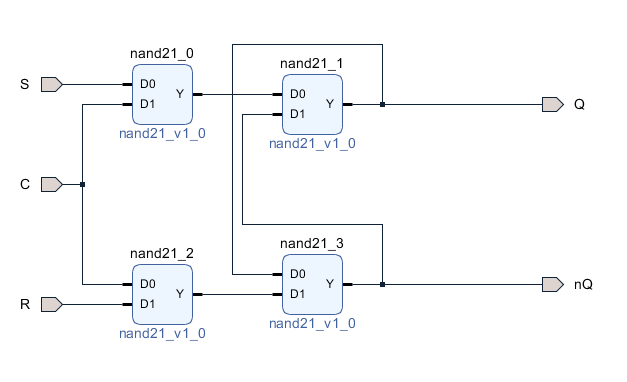 nand21_0
nand21_1
S
D0
D1
Y
D0
D1
Y
Q
nand21_v1_0
nand21_v1_0
C
nand21_2
nand21_3
D0
D1
Y
D0
D1
Y
nQ
R
nand21_v1_0
nand21_v1_0